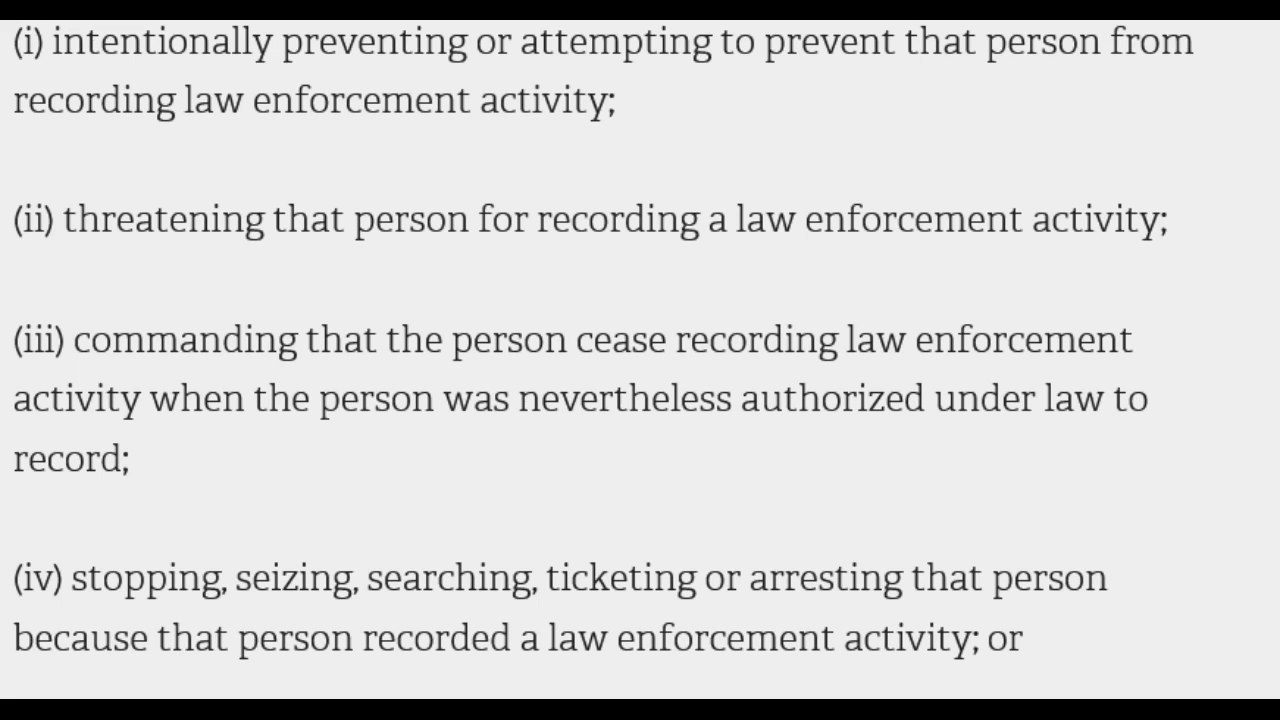 (i) intentionally preventing or attempting to prevent that person from
recording law enforcement activity;
(ii) threatening that person for recording a law enforcement activity;
(iii) commanding that the person cease recording law enforcement
activity when the person was nevertheless authorized under law to
record;
(iv) stopping, seizing, searching, ticketing or arresting that person
because that person recorded a law enforcement activity; or